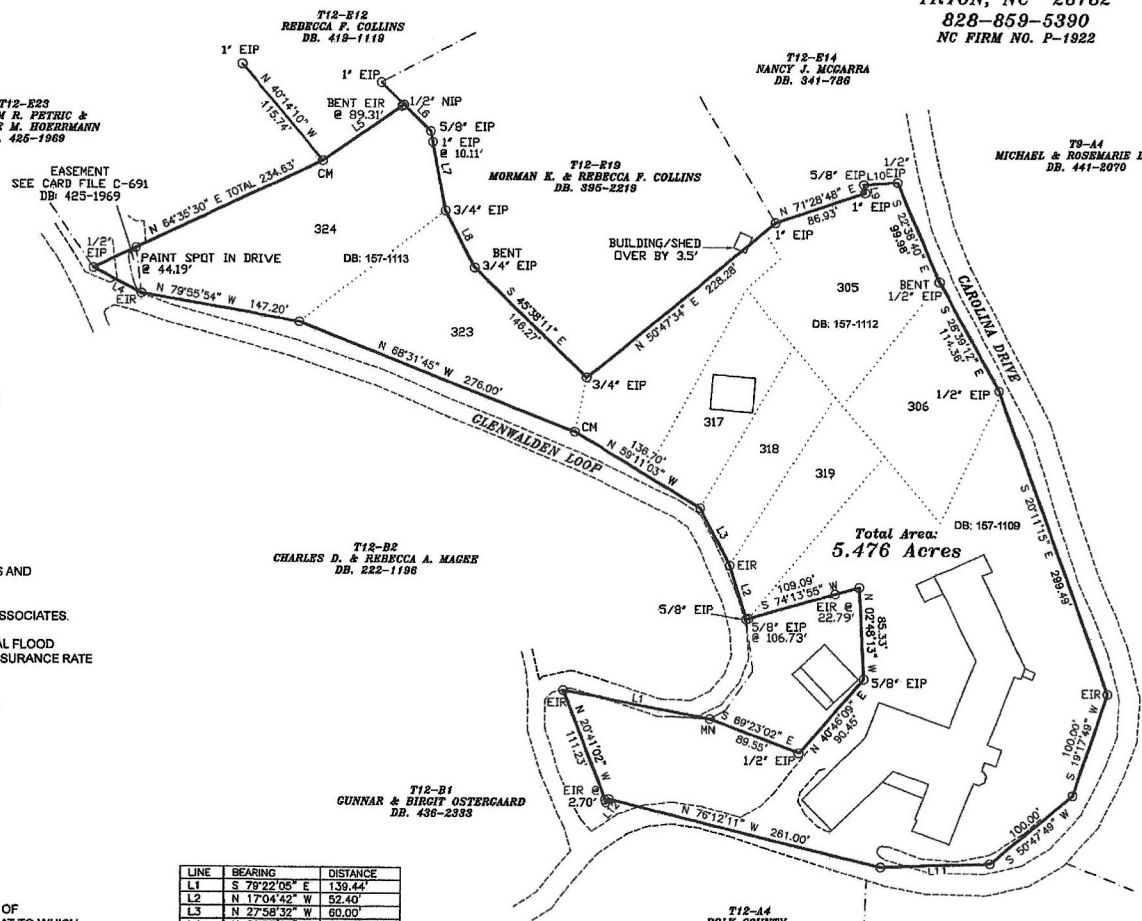 TRYON, NC 28782
828-859-5390
NC FIRM NO. P-1922
T12-E12
REBECCA F. COLLINS
DB. 419-1119
1" EIP
N 40°14'10" W
115.74'
1" EIP
BENT EIR
@ 89.31'
1/2" NIP
L5
L6
5/8" EIP
1" EIP
@ 10.11'
L7
T12-E14
NANCY J. MCGARRA
DB. 341-786
T12-E23
M R. PETRIC &
E M. HOERRMANN
. 425-1969
EASEMENT
SEE CARD FILE C-691
DB: 425-1969
CM
N 64°35'30" E TOTAL 234.63'
T12-E19
MORMAN K. & REBECCA F. COLLINS
DB. 395-2219
T9-A4
MICHAEL & ROSEMARIE
DB. 441-2070
5/8" EIP
L10
1/2"
EIP
L9
1" EIP
N 71°28'48" E
86.93'
1" EIP
S 22°38'40" E
99.98'
3/4" EIP
L8
324
DB: 157-1113
1/2"
EIP
PAINT SPOT IN DRIVE
@ 44.19'
L4
EIR
N 79°55'54" W
147.20'
BENT
3/4" EIP
BUILDING/SHED
OVER BY 3.5'
N 50°47'34" E
228.28'
305
DB: 157-1112
BENT
1/2" EIP
CAROLINA DRIVE
S 28°39'12" E
114.36'
S 45°38'11" E
146.27'
323
N 68°31'45" W
276.00'
3/4" EIP
1/2" EIP
306
GLENWALDEN LOOP
CM
136.70'
N 59°11'03" W
317
318
319
S 20°11'15" E
299.49'
DB: 157-1109
Total Area:
5.476 Acres
T12-B2
CHARLES D. & REBECCA A. MAGEE
DB. 222-1196
L3
EIR
L2
S AND
SSOCIATES.
AL FLOOD
SURANCE RATE
5/8" EIP
109.09'
S 74°13'55" W
5/8" EIP
@ 106.73'
EIR @
22.79'
N 02°48'13" W
85.33'
5/8" EIP
EIR
L1
MN
S 69°23'02" E
89.55'
1/2" EIP
N 40°46'09" E
90.45'
EIR
100.00'
S 19°17'49" W
N 20°41'02" W
111.23'
EIR @
2.70'
T12-B1
GUNNAR & BIRGIT OSTERGAARD
DB. 436-2333
N 76°12'11" W
261.00'
L11
100.00'
S 50°47'49" W
LINE BEARING DISTANCE
L1 S 79°22'05" E 139.44'
L2 N 17°04'42" W 52.40'
L3 N 27°58'32" W 60.00'
OF
T12-A4